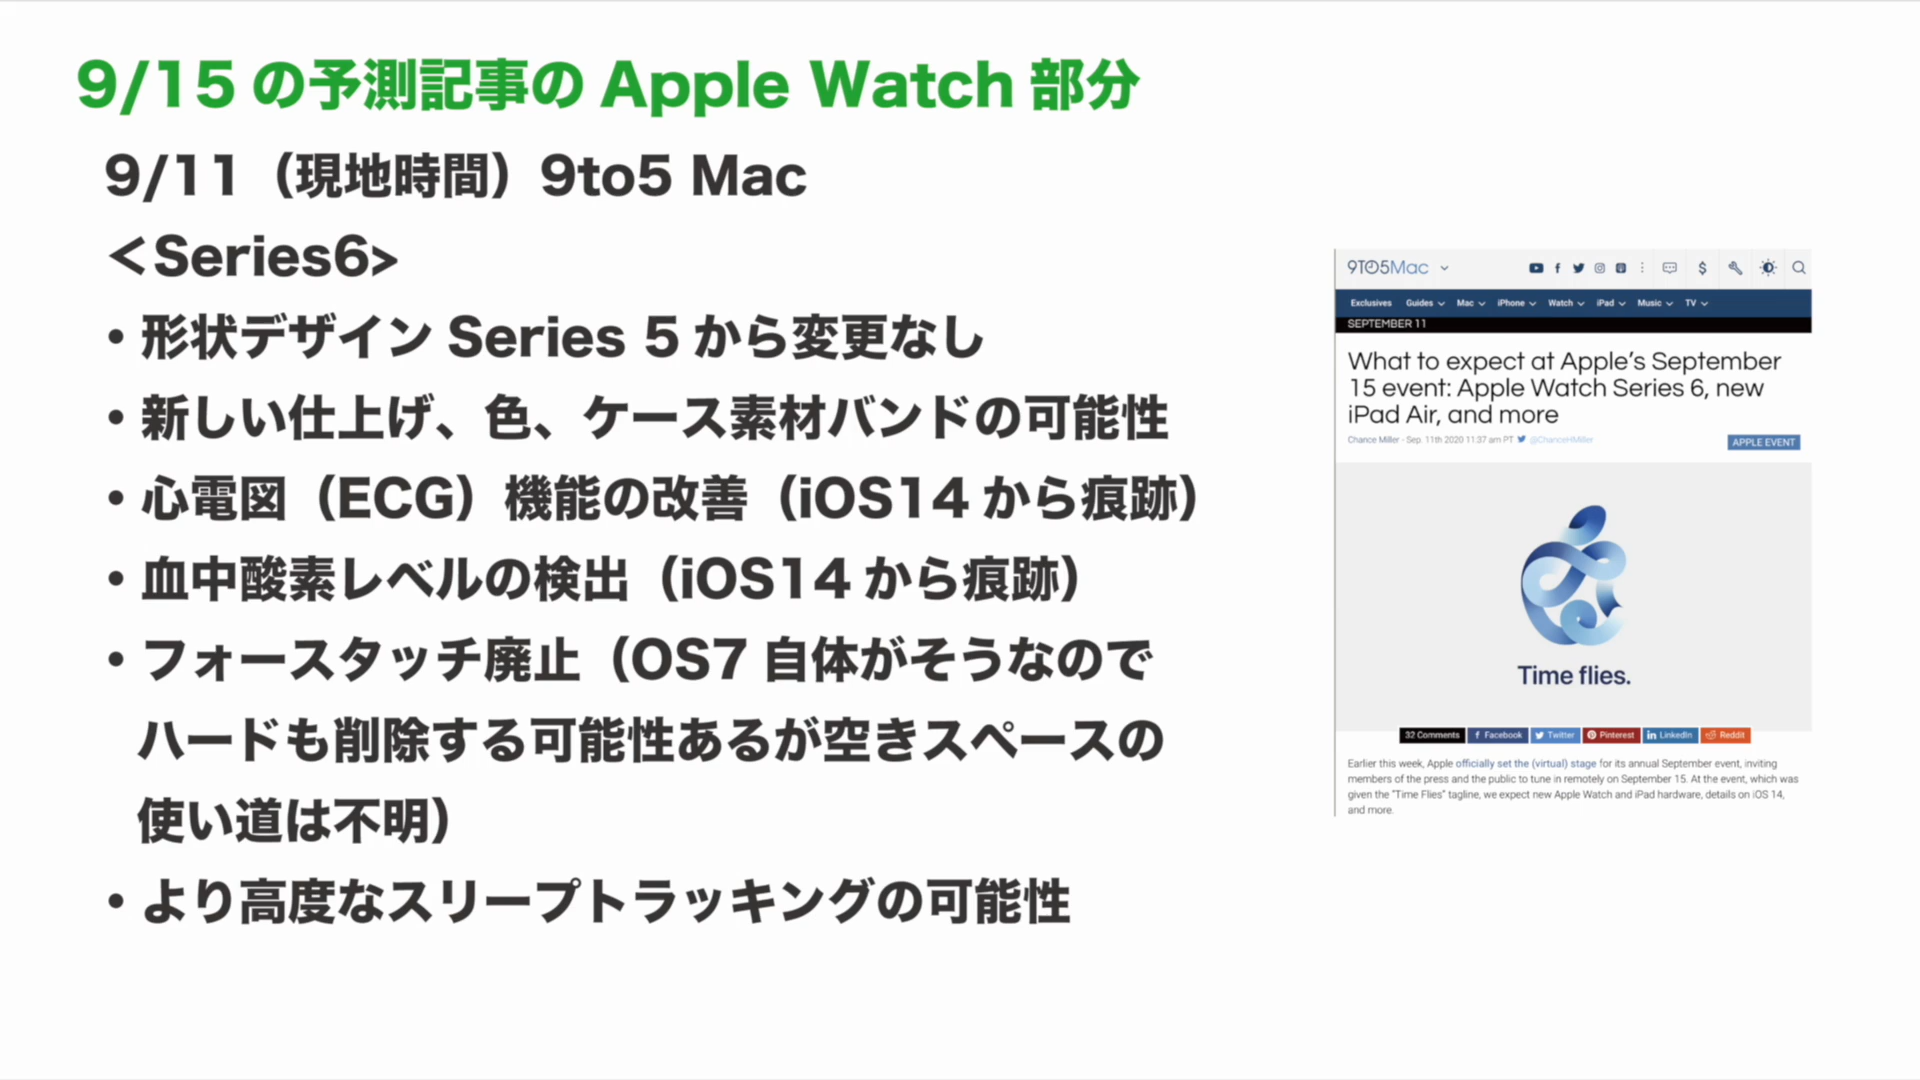 9/15 の予測記事の Apple Watch 部分
9/11（現地時間）9to5 Mac
＜Series6>
・形状デザイン Series 5 から変更なし
・新しい仕上げ、色、ケース素材バンドの可能性
・心電図（ECG）機能の改善（iOS14 から痕跡）
・血中酸素レベルの検出（iOS14 から痕跡）
・フォースタッチ廃止（OS7 自体がそうなので
ハードも削除する可能性あるが空きスペースの
使い道は不明）
・より高度なスリープトラッキングの可能性
9TO5Mac
Exclusives Guides Mac iPhone Watch iPad Music TV
SEPTEMBER 11
What to expect at Apple’s September
15 event: Apple Watch Series 6, new
iPad Air, and more
Chance Miller - Sep. 11th 2020 11:37 am PT @ChanceHMiller
APPLE EVENT
Time flies.
32 Comments Facebook Twitter Pinterest LinkedIn Reddit
Earlier this week, Apple officially set the (virtual) stage for its annual September event, inviting
members of the press and the public to tune in remotely on September 15. At the event, which was
given the “Time Flies” tagline, we expect new Apple Watch and iPad hardware, details on iOS 14,
and more.